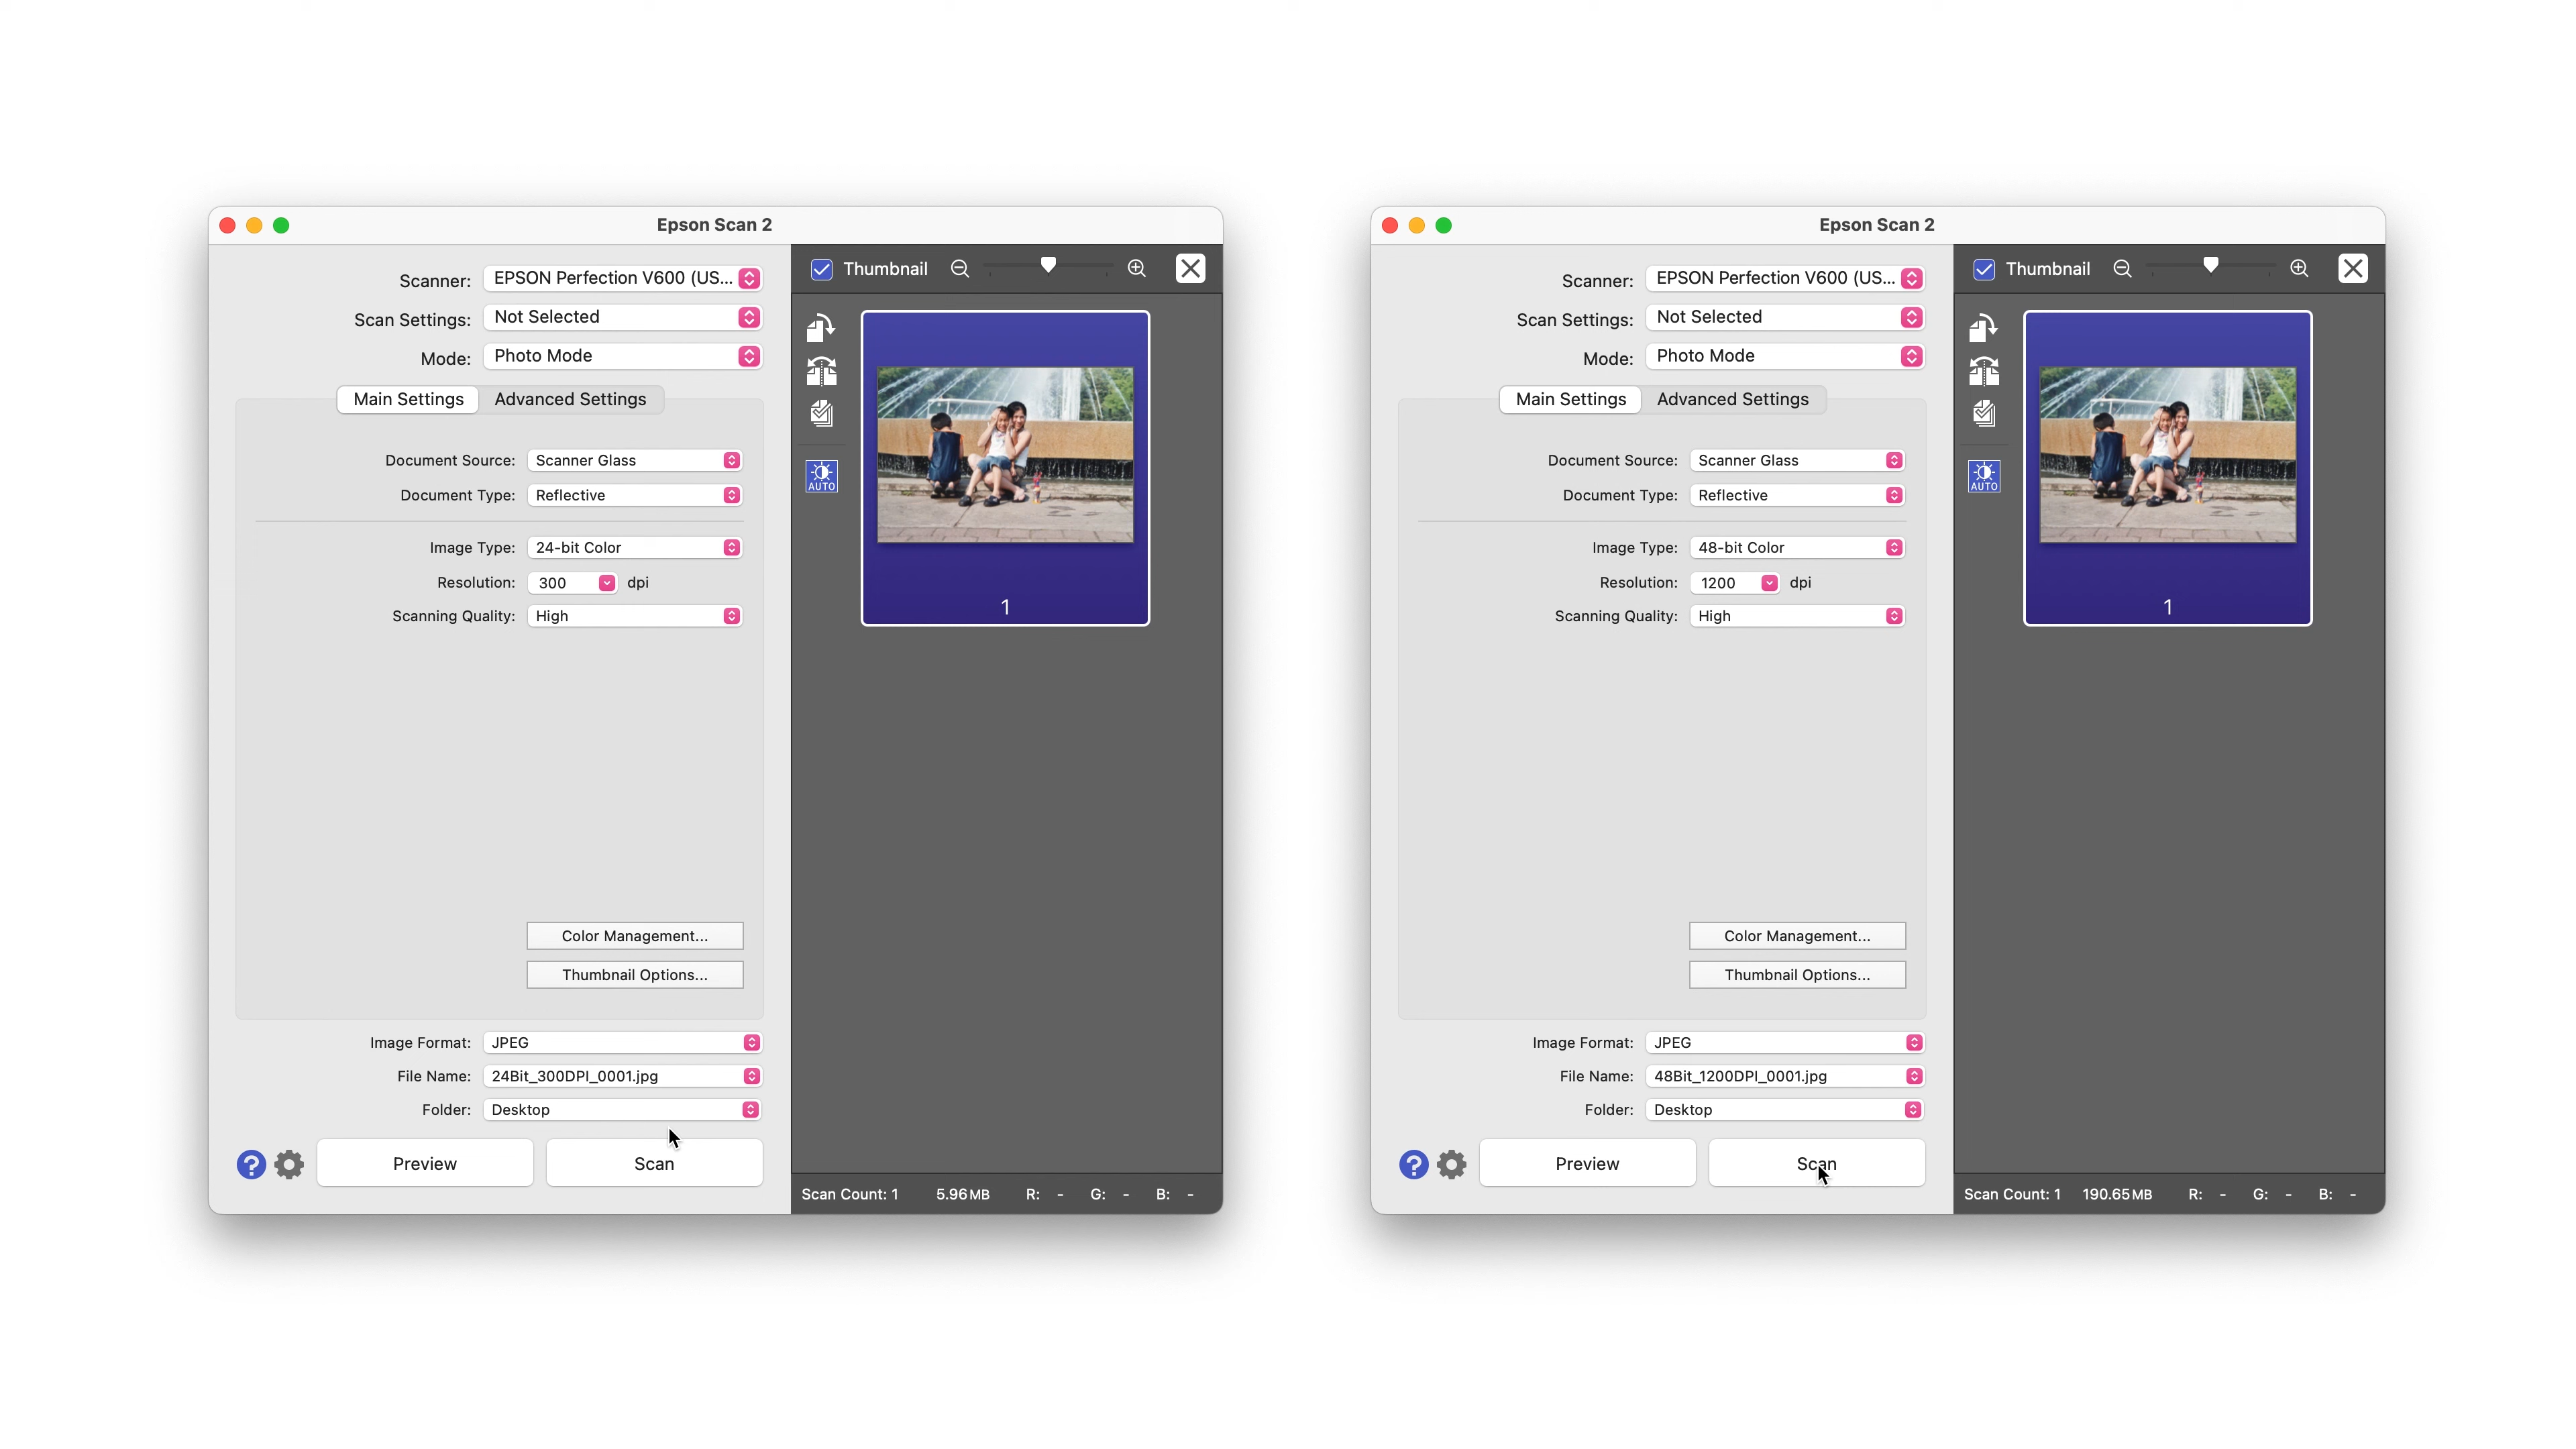 Epson Scan 2
Scanner: EPSON Perfection V600 (US...
Scan Settings: Not Selected
Mode: Photo Mode
Main Settings Advanced Settings
Document Source: Scanner Glass
Document Type: Reflective
Image Type: 24-bit Color
Resolution: 300 dpi
Scanning Quality: High
Color Management...
Thumbnail Options...
Image Format: JPEG
File Name: 24Bit_300DPI_0001.jpg
Folder: Desktop
? Preview Scan
Thumbnail
AUTO
1
Scan Count: 1 5.96MB R: - G: - B: -
Epson Scan 2
Scanner: EPSON Perfection V600 (US...
Scan Settings: Not Selected
Mode: Photo Mode
Main Settings Advanced Settings
Document Source: Scanner Glass
Document Type: Reflective
Image Type: 48-bit Color
Resolution: 1200 dpi
Scanning Quality: High
Color Management...
Thumbnail Options...
Image Format: JPEG
File Name: 48Bit_1200DPI_0001.jpg
Folder: Desktop
? Preview Scan
Thumbnail
AUTO
1
Scan Count: 1 190.65MB R: - G: - B: -